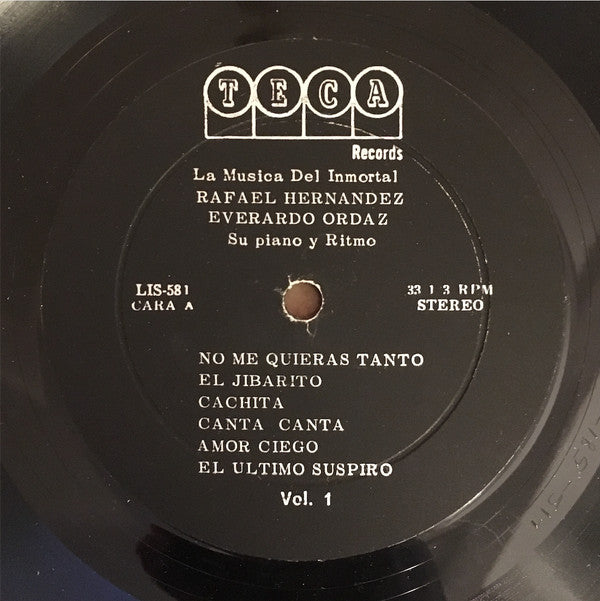 TECA
Records
La Musica Del Inmortal
RAFAEL HERNANDEZ
EVERARDO ORDAZ
Su piano y Ritmo
LIS-581
CARA A
33 1 3 RPM
STEREO
NO ME QUIERAS TANTO
EL JIBARITO
CACHITA
CANTA CANTA
AMOR CIEGO
EL ULTIMO SUSPIRO
Vol. 1